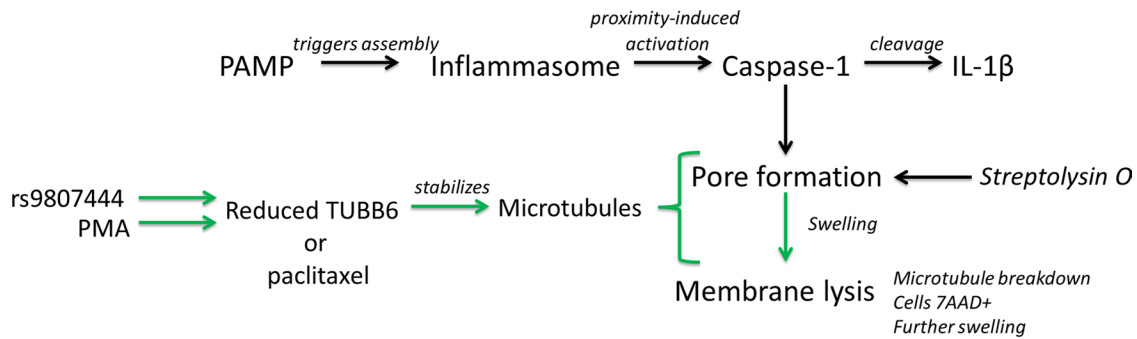 proximity-induced
triggers assembly
activation
cleavage
PAMP
Inflammasome
Caspase-1
IL-1β
rs9807444
PMA
Reduced TUBB6
or
paclitaxel
stabilizes
Microtubules
Pore formation
Streptolysin O
Swelling
Membrane lysis
Microtubule breakdown
Cells 7AAD+
Further swelling